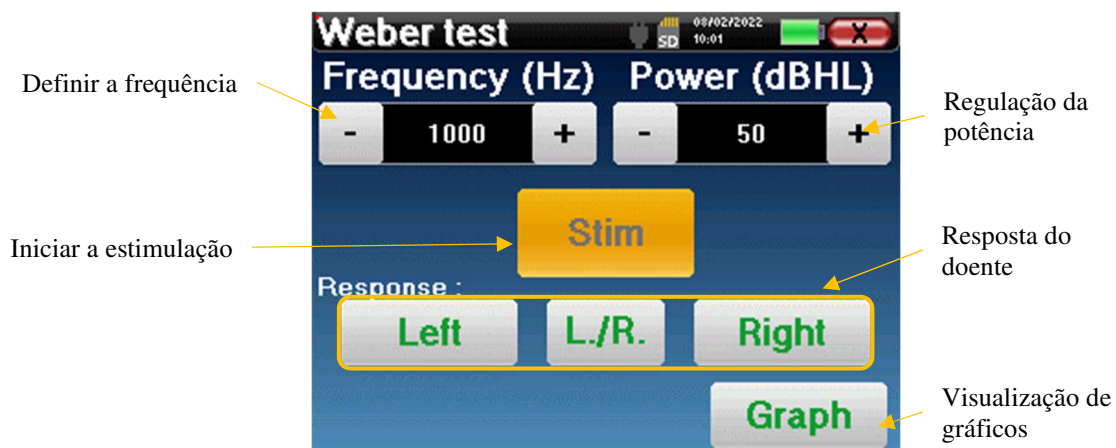 Weber test
SD
08/02/2022
10:01
X
Frequency (Hz)
Power (dBHL)
- 1000 +
- 50 +
Definir a frequência
Regulação da
potência
Stim
Iniciar a estimulação
Resposta do
doente
Response :
Left
L./R.
Right
Graph
Visualização de
gráficos